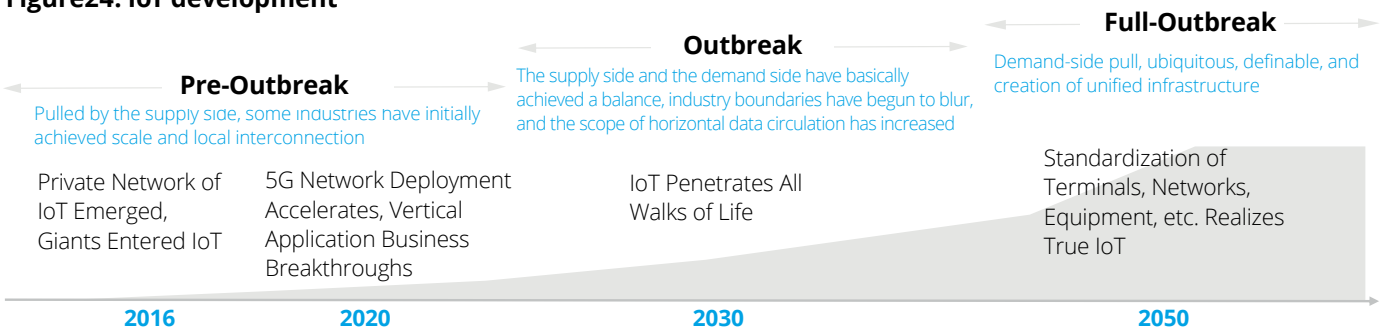 Figure24: IoT development
Full-Outbreak
Outbreak
Pre-Outbreak
Demand-side pull, ubiquitous, definable, and
creation of unified infrastructure
The supply side and the demand side have basically
achieved a balance, industry boundaries have begun to blur,
and the scope of horizontal data circulation has increased
Pulled by the supply side, some industries have initially
achieved scale and local interconnection
Private Network of
IoT Emerged,
Giants Entered IoT
5G Network Deployment
Accelerates, Vertical
Application Business
Breakthroughs
IoT Penetrates All
Walks of Life
Standardization of
Terminals, Networks,
Equipment, etc. Realizes
True IoT
2016
2020
2030
2050